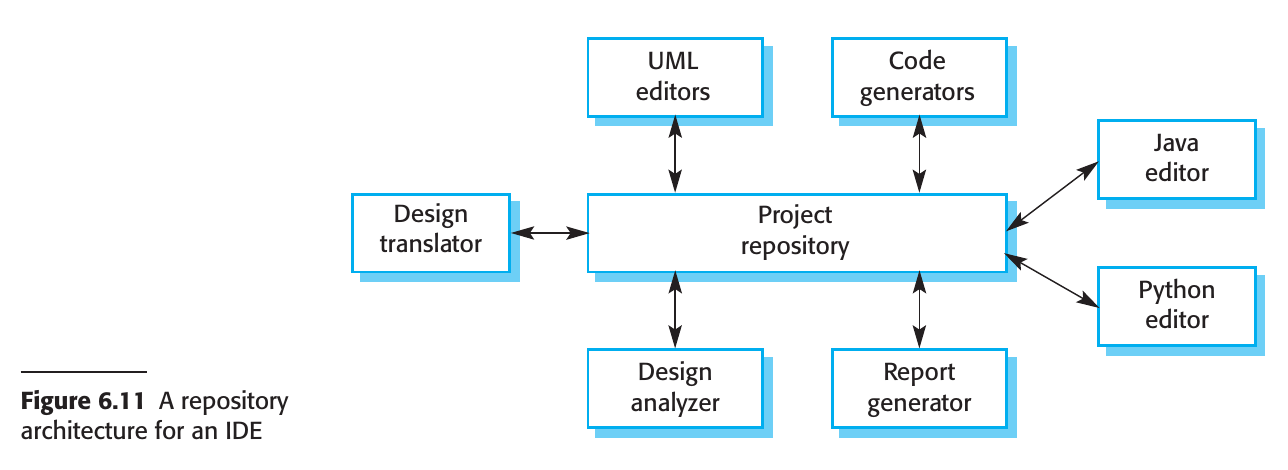 UML
editors
Code
generators
Java
editor
Design
translator
Project
repository
Python
editor
Design
analyzer
Report
generator
Figure 6.11 A repository
architecture for an IDE